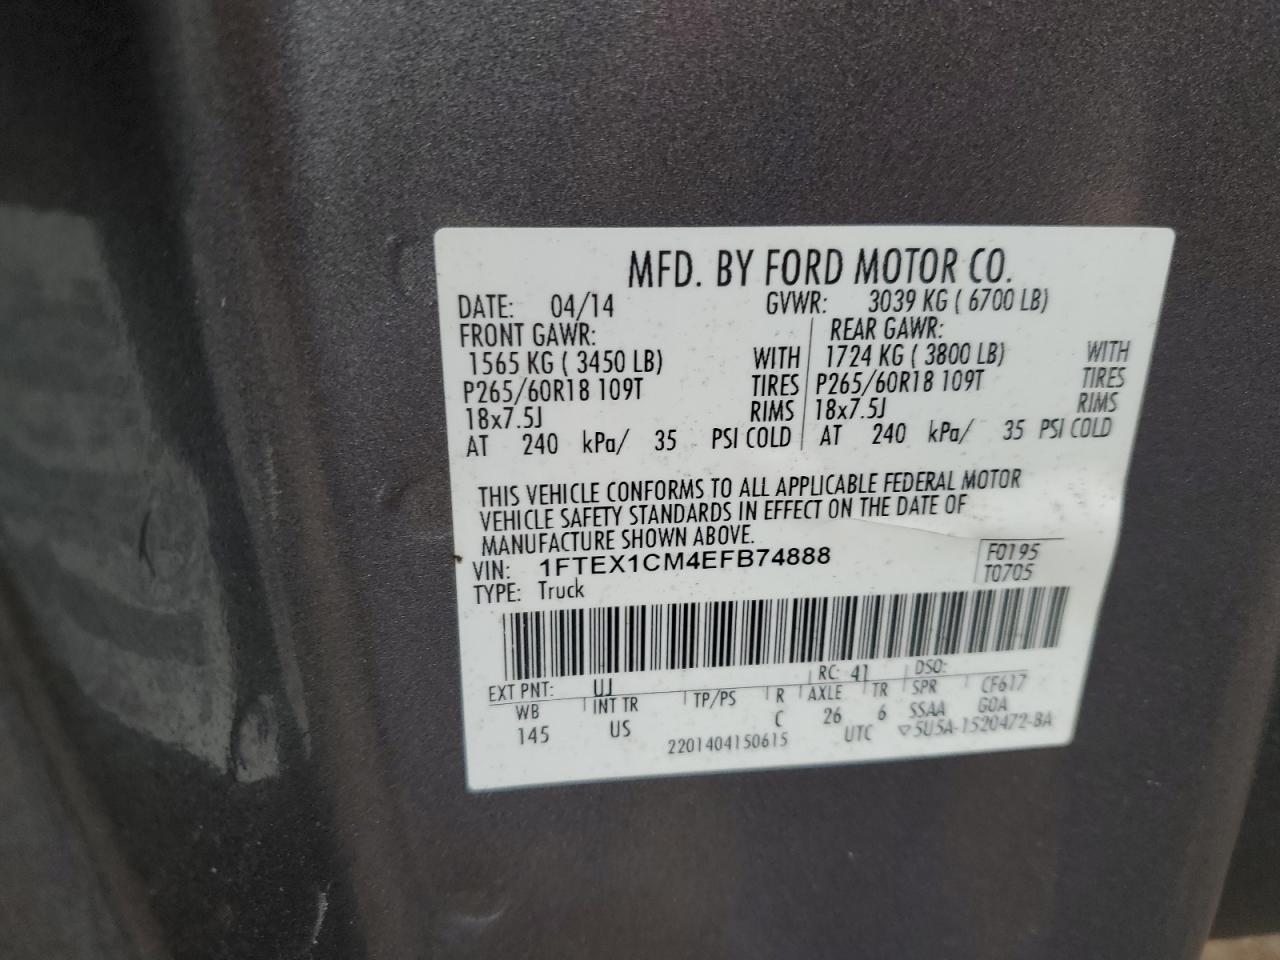 MFD. BY FORD MOTOR CO.
DATE: 04/14 GVWR: 3039 KG ( 6700 LB)
FRONT GAWR: REAR GAWR:
1565 KG ( 3450 LB) WITH 1724 KG ( 3800 LB) WITH
P265/60R18 109T TIRES P265/60R18 109T TIRES
18x7.5J RIMS 18x7.5J RIMS
AT 240 kPa/ 35 PSI COLD AT 240 kPa/ 35 PSI COLD
THIS VEHICLE CONFORMS TO ALL APPLICABLE FEDERAL MOTOR
VEHICLE SAFETY STANDARDS IN EFFECT ON THE DATE OF
MANUFACTURE SHOWN ABOVE.
VIN: 1FTEX1CM4EFB74888 F0195
TYPE: Truck T0705
EXT PNT: UJ RC: 41 DSO:
WB INT TR TP/PS R AXLE TR SPR CF617
145 US C 26 6 SSAA GOA
2201404150615 UTC ▽5U5A-1520472-BA